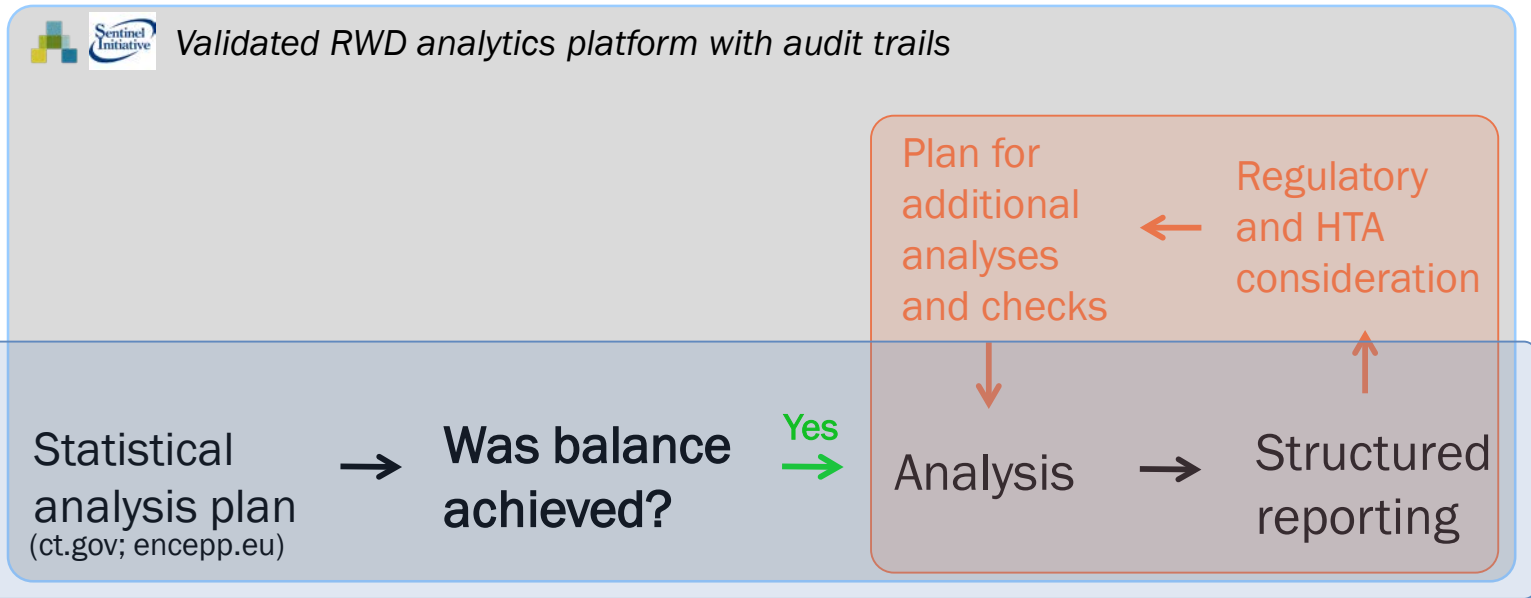 Sentinel
Initiative
Validated RWD analytics platform with audit trails
Plan for
additional
analyses
and checks
Regulatory
and HTA
consideration
Statistical
analysis plan
(ct.gov; encepp.eu)
Was balance
achieved?
Yes
Analysis
Structured
reporting